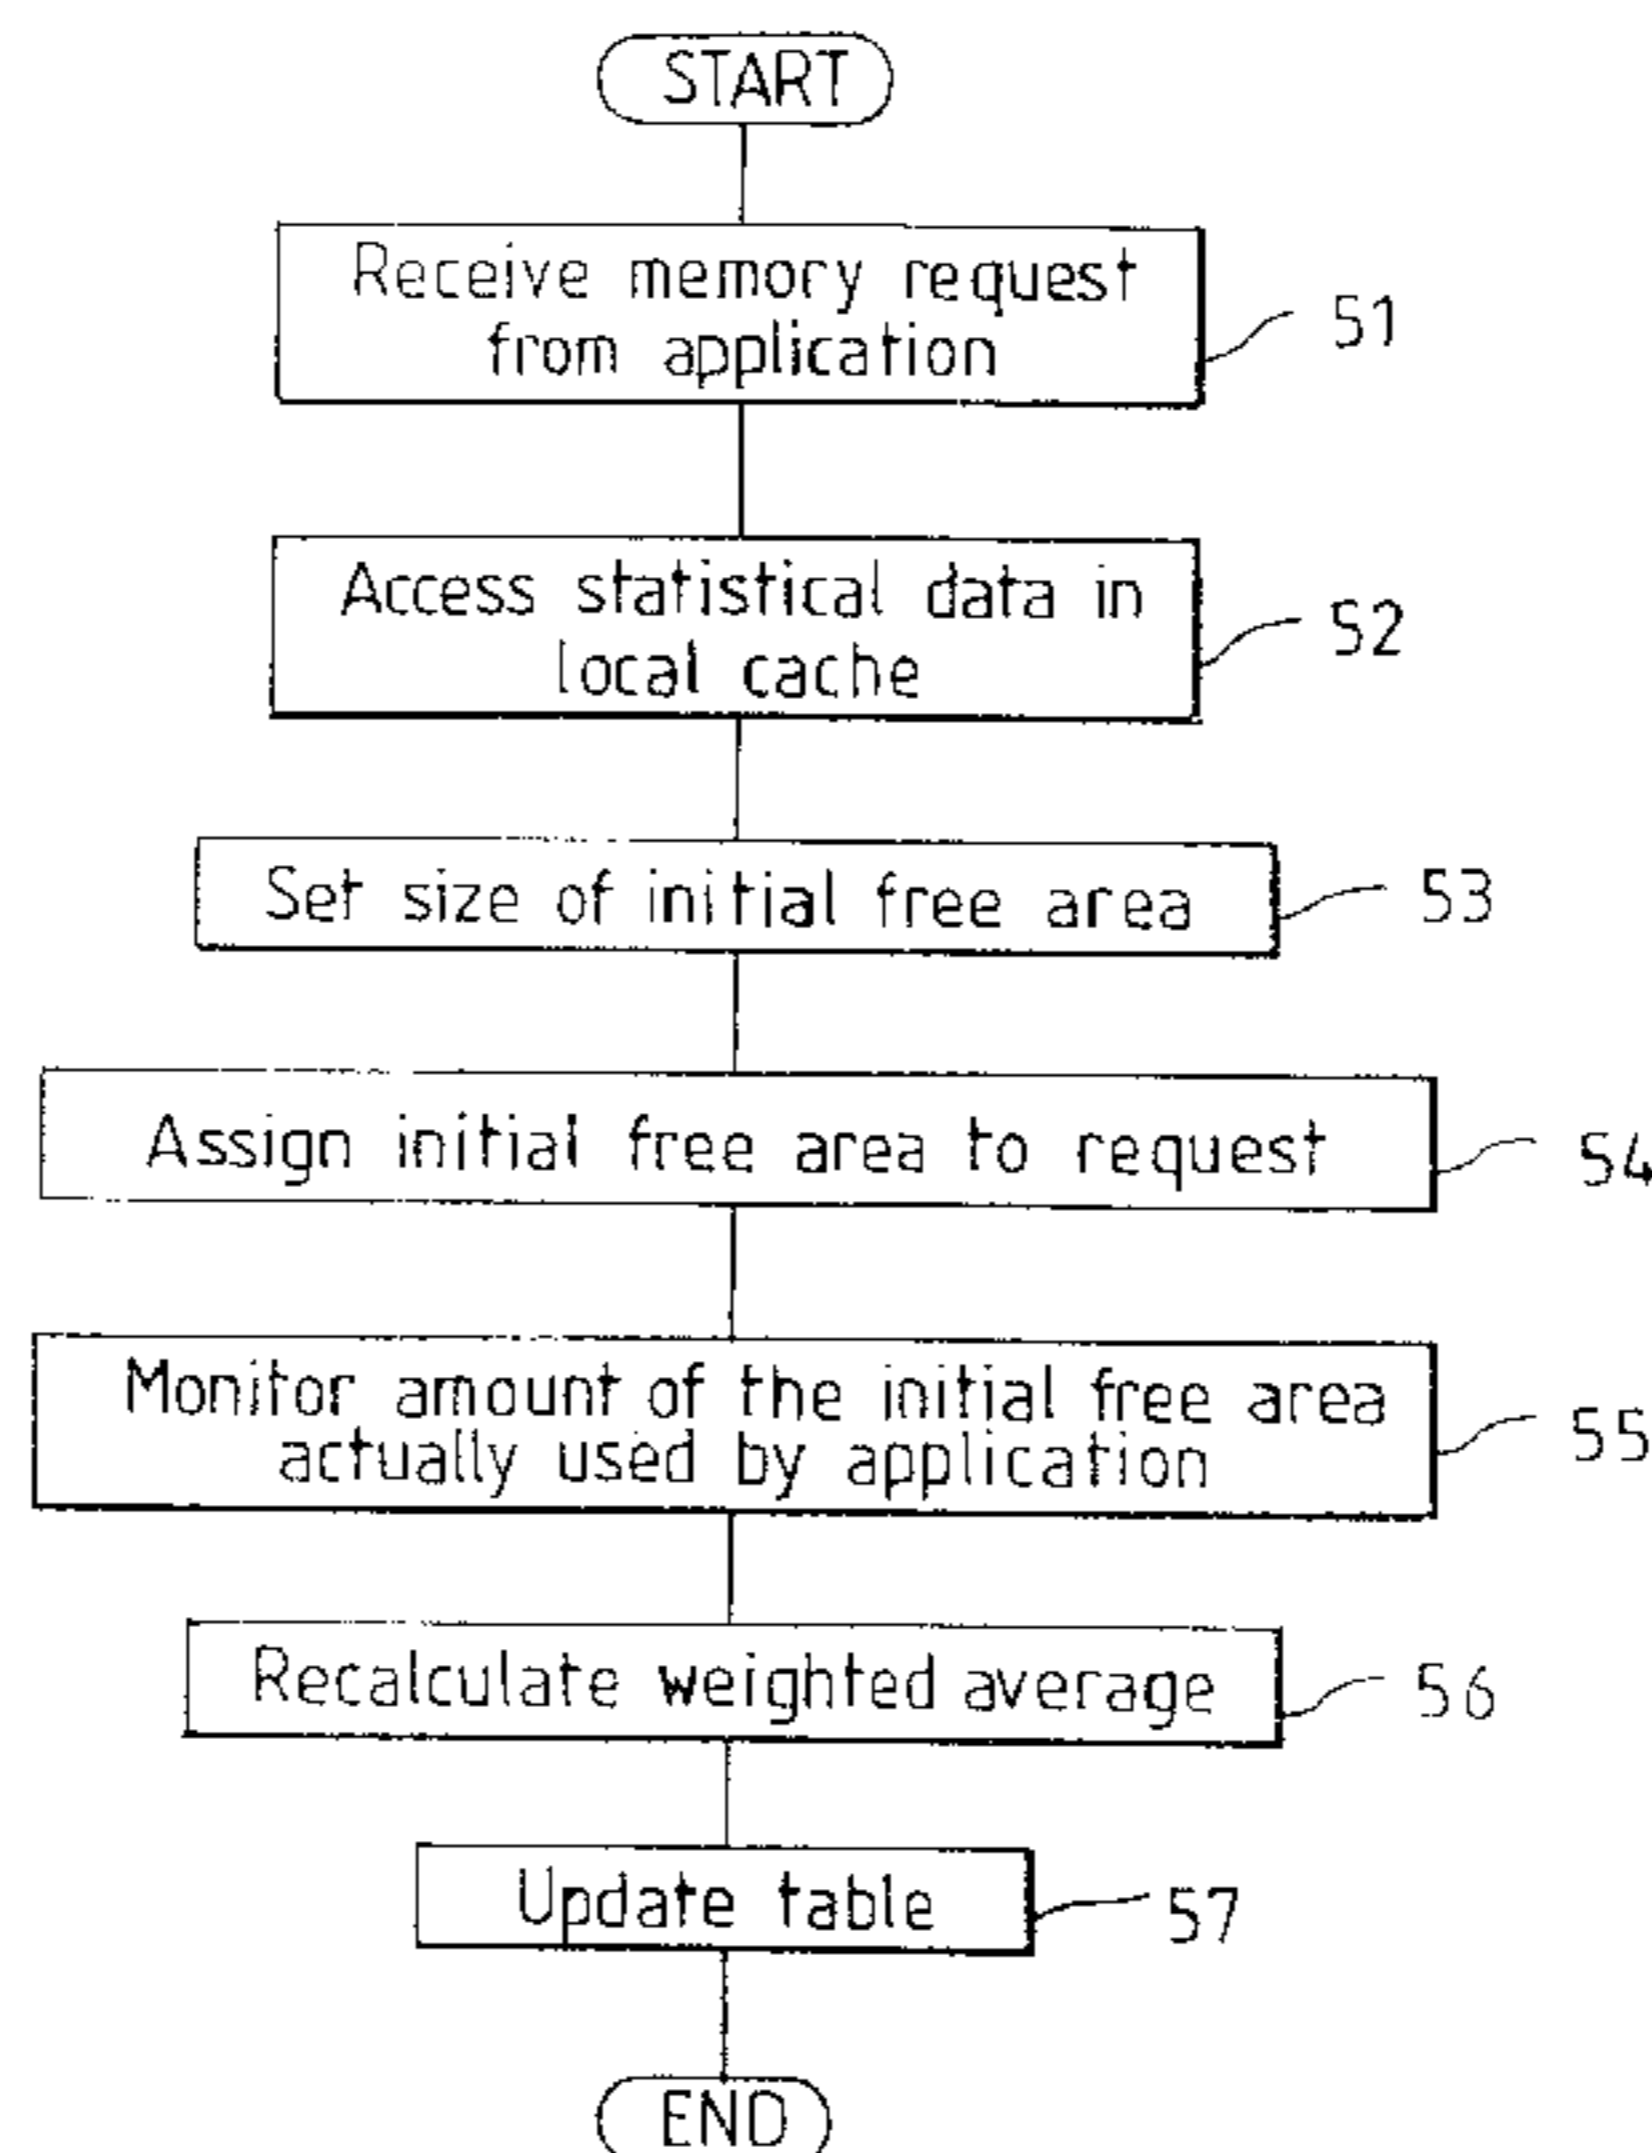 START
Receive memory request
from application
51
Access statistical data in
local cache
52
Set size of initial free area
53
Assign initial free area to request
54
Monitor amount of the initial free area
actually used by application
55
Recalculate weighted average
56
Update table
57
END